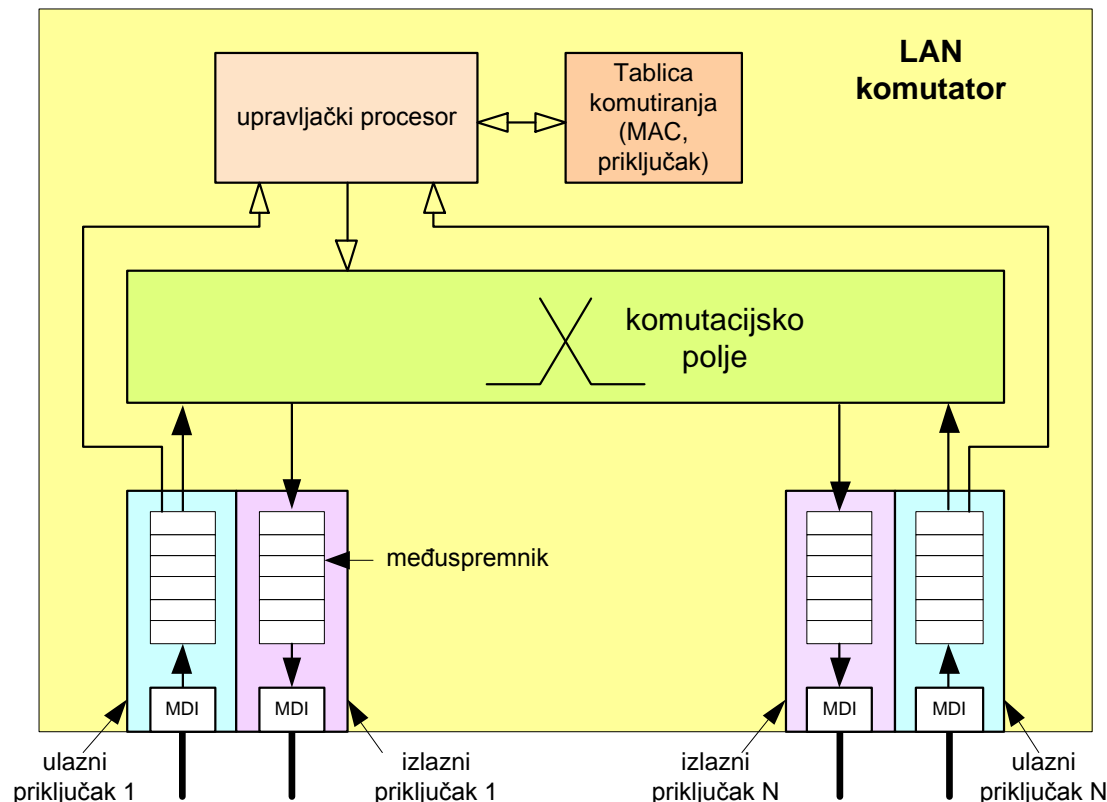 LAN
komutator
upravljački procesor
Tablica
komutiranja
(MAC,
priključak)
komutacijsko
polje
međuspremnik
MDI
MDI
MDI
MDI
ulazni
priključak 1
izlazni
priključak 1
izlazni
priključak N
ulazni
priključak N